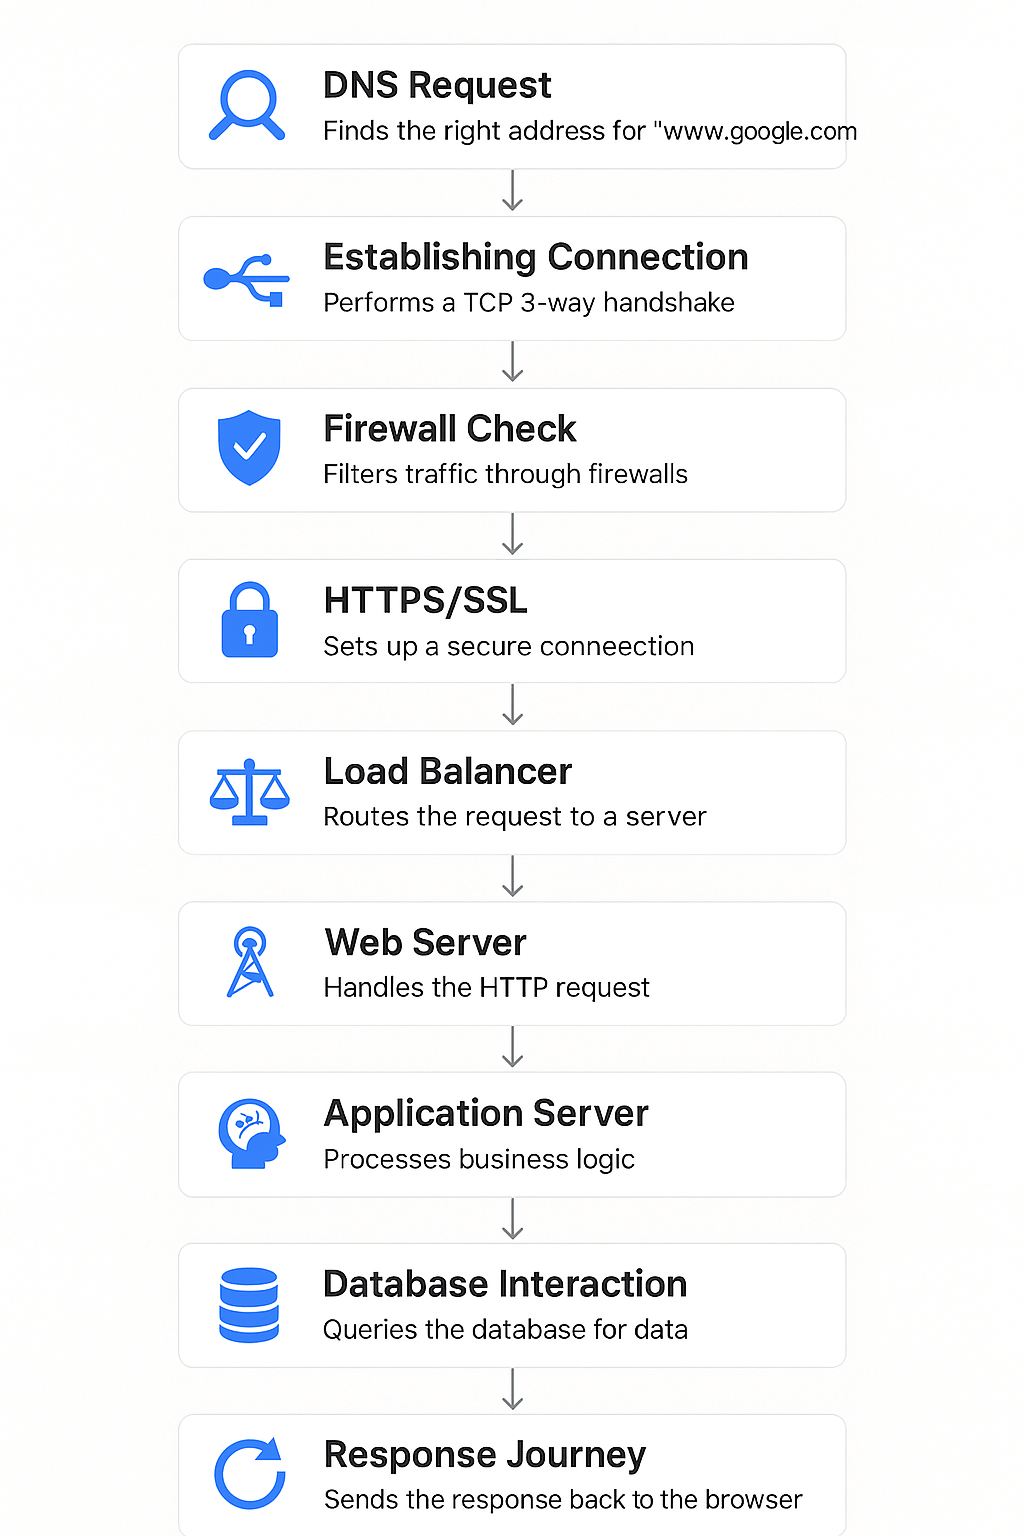 DNS Request
Finds the right address for "www.google.com
Establishing Connection
Performs a TCP 3-way handshake
Firewall Check
Filters traffic through firewalls
HTTPS/SSL
Sets up a secure conneection
Load Balancer
Routes the request to a server
Web Server
Handles the HTTP request
Application Server
Processes business logic
Database Interaction
Queries the database for data
Response Journey
Sends the response back to the browser